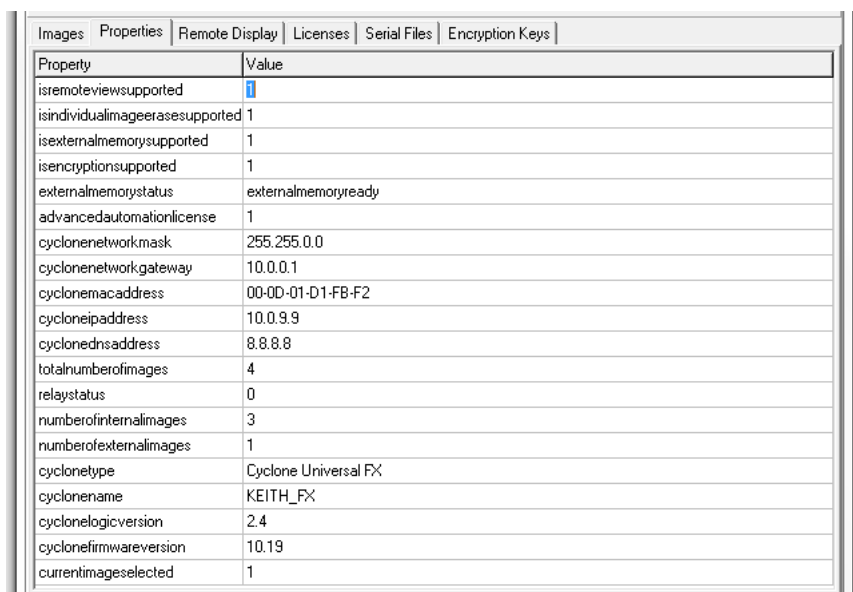 Images Properties Remote Display Licenses Serial Files Encryption Keys
Property Value
isremoteviewsupported 1
isindividualimageerasesupported 1
isexternalmemorysupported 1
isencryptionsupported 1
externalmemorystatus externalmemoryready
advancedautomationlicense 1
cyclonenetworkmask 255.255.0.0
cyclonenetworkgateway 10.0.0.1
cyclonemacaddress 00-0D-01-D1-FB-F2
cycloneipaddress 10.0.9.9
cyclonednsaddress 8.8.8.8
totalnumberofimages 4
relaystatus 0
numberofinternalimages 3
numberofexternalimages 1
cyclonetype Cyclone Universal FX
cyclonename KEITH_FX
cyclonelogicversion 2.4
cyclonefirmwareversion 10.19
currentimageselected 1